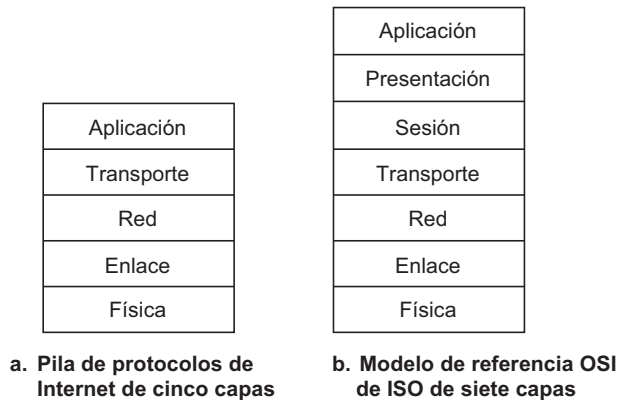 Aplicación
Transporte
Red
Enlace
Física
a. Pila de protocolos de
Internet de cinco capas
Aplicación
Presentación
Sesión
Transporte
Red
Enlace
Física
b. Modelo de referencia OSI
de ISO de siete capas